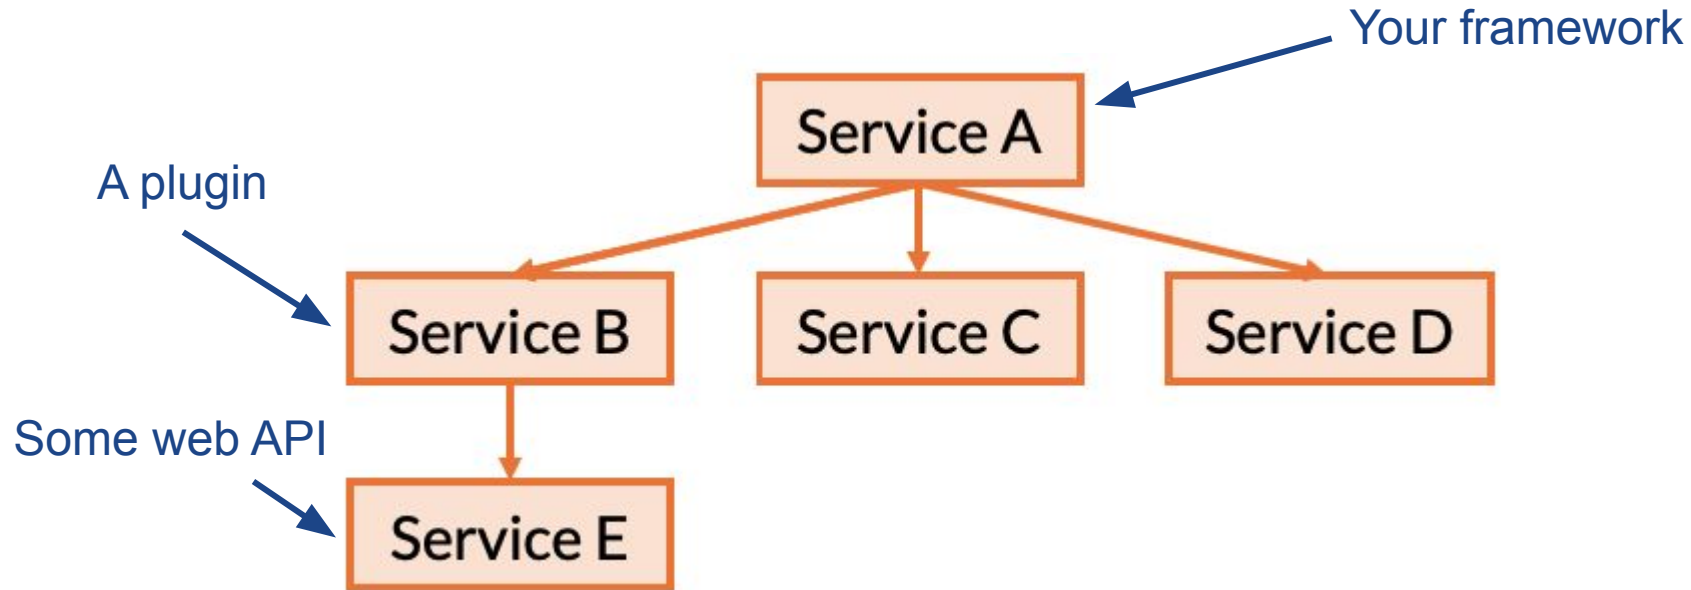 Your framework
Service A
A plugin
Service B
Service C
Service D
Some web API
Service E